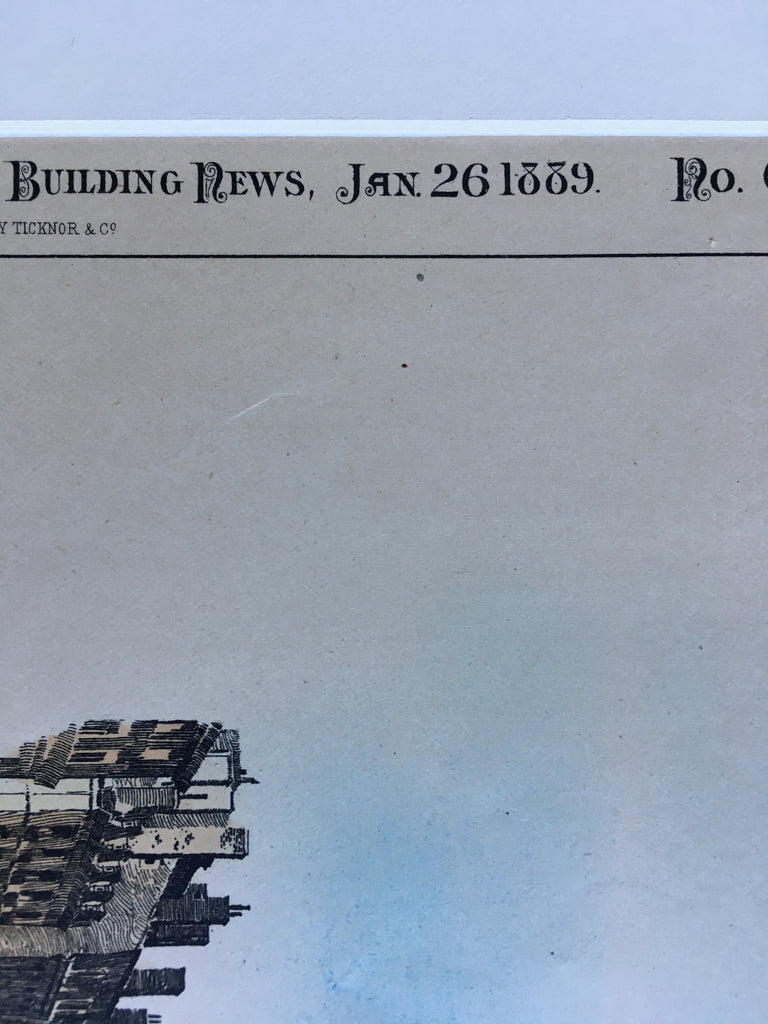 BUILDING NEWS, JAN. 26 1889. NO.
Y TICKNOR & Cº